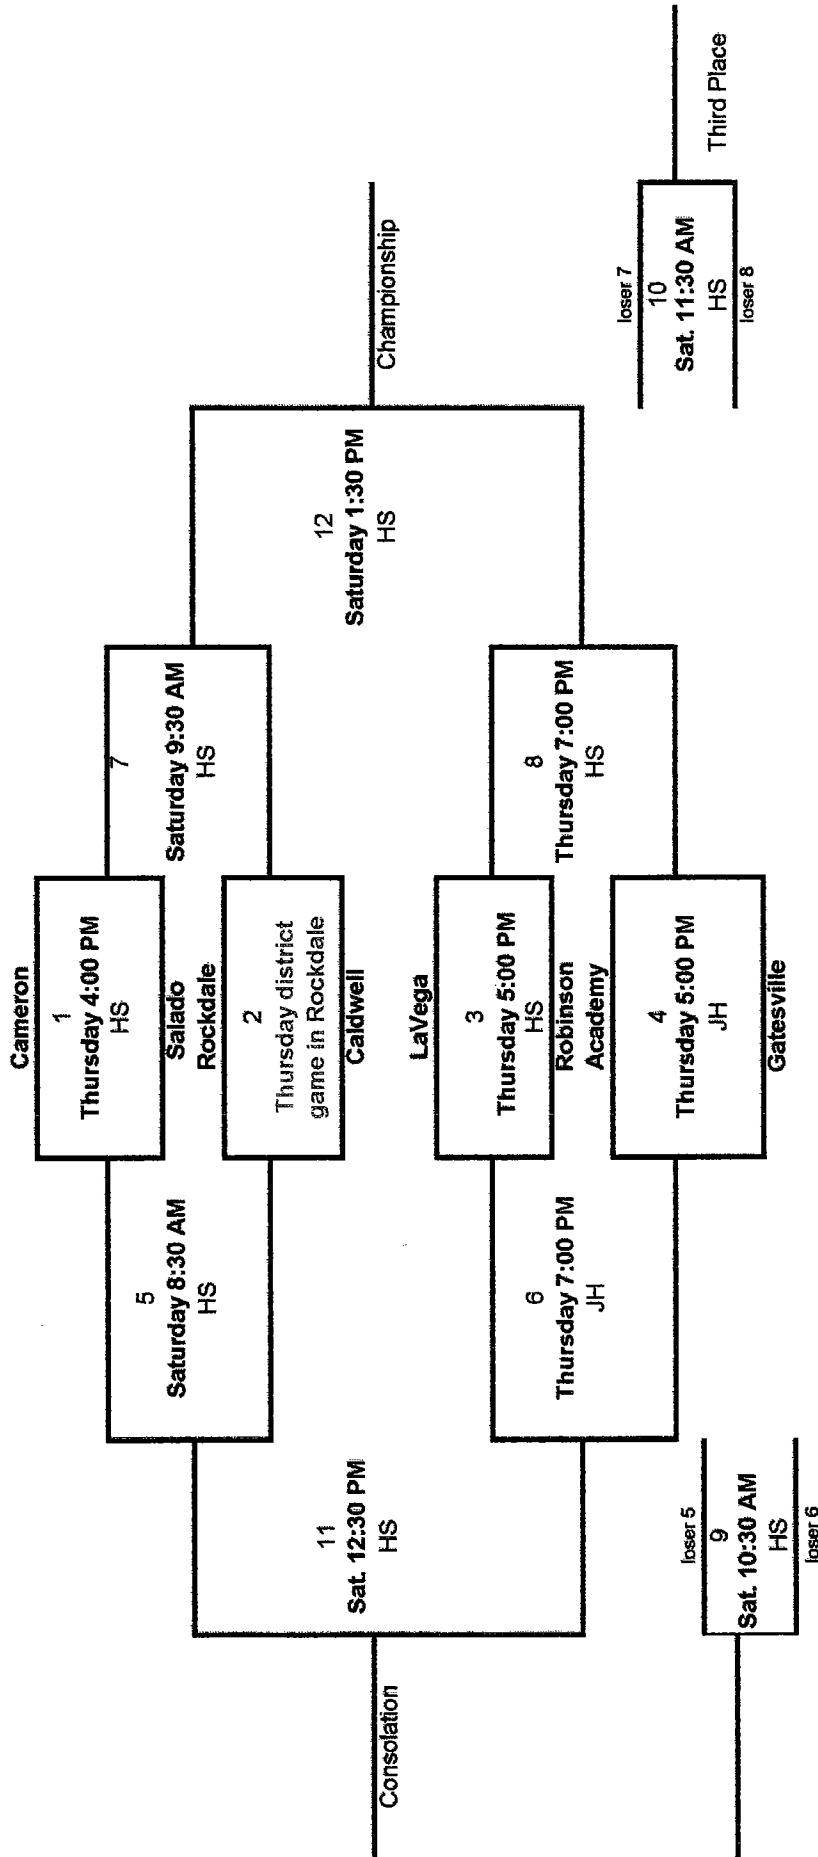 Cameron
1
Thursday 4:00 PM
HS
Salado
Rockdale
2
Thursday district
game in Rockdale
Caldwell
LaVega
3
Thursday 5:00 PM
HS
Robinson
Academy
4
Thursday 5:00 PM
JH
Gatesville
5
Saturday 8:30 AM
HS
6
Thursday 7:00 PM
JH
7
Saturday 9:30 AM
HS
8
Thursday 7:00 PM
HS
11
Sat. 12:30 PM
HS
Consolation
12
Saturday 1:30 PM
HS
Championship
loser 5
9
Sat. 10:30 AM
HS
loser 6
loser 7
10
Sat. 11:30 AM
HS
loser 8
Third Place